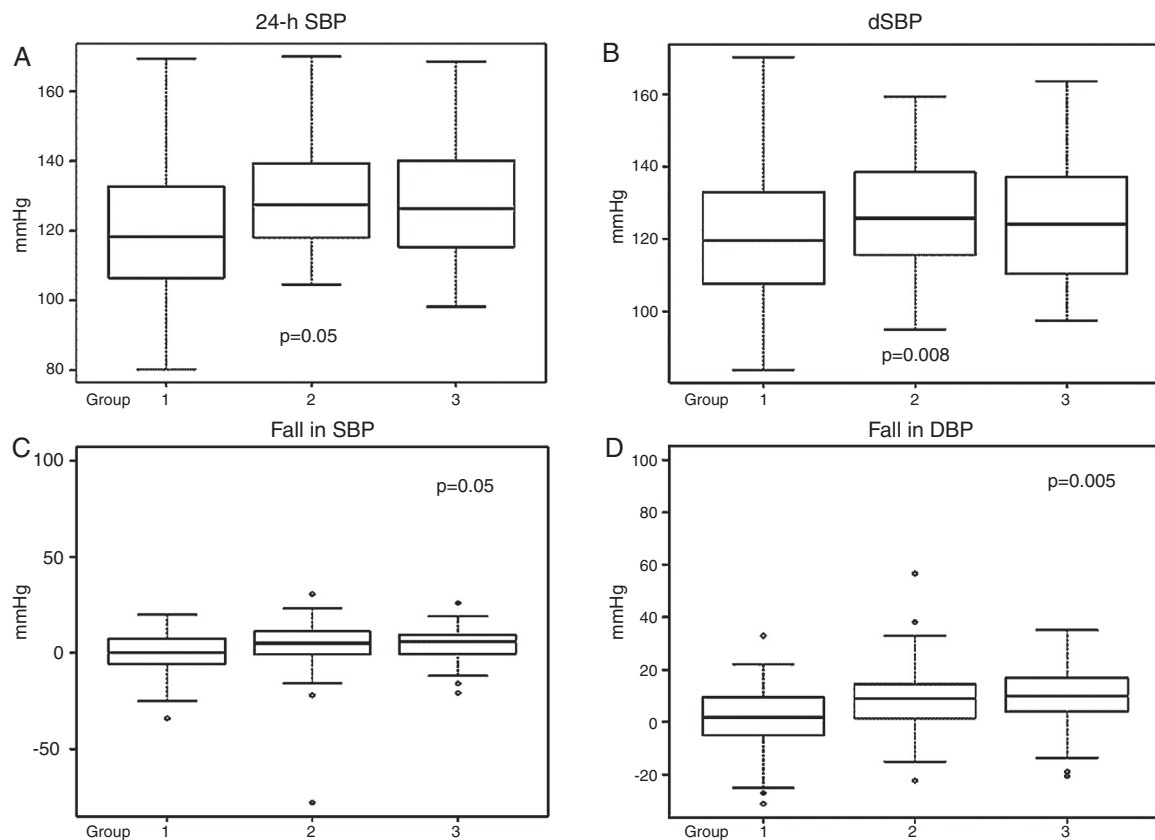 24-h SBP
A
160
140
120
100
80
mmHg
p=0.05
Group 1 2 3
dSBP
B
160
140
120
100
mmHg
p=0.008
Group 1 2 3
Fall in SBP
C
100
50
0
-50
mmHg
p=0.05
Group 1 2 3
Fall in DBP
D
100
80
60
40
20
0
-20
mmHg
p=0.005
Group 1 2 3